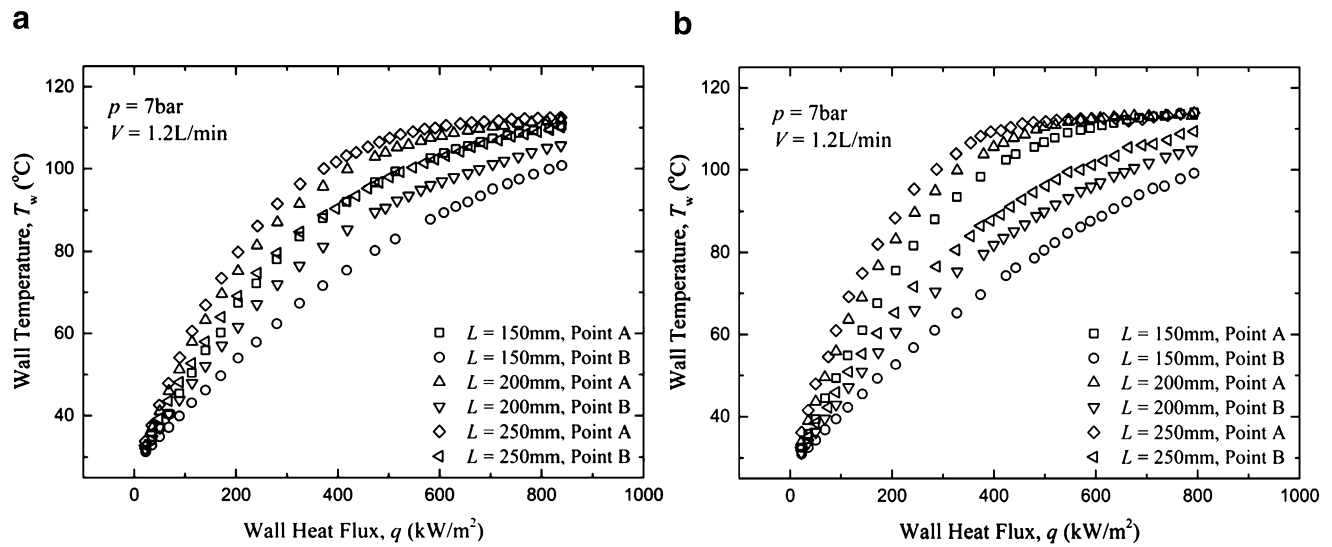 a
120
100
80
60
40
0
200
400
600
800
1000
Wall Temperature, T_w (°C)
Wall Heat Flux, q (kW/m²)
p = 7bar
V = 1.2L/min
L = 150mm, Point A
L = 150mm, Point B
L = 200mm, Point A
L = 200mm, Point B
L = 250mm, Point A
L = 250mm, Point B
b
120
100
80
60
40
0
200
400
600
800
1000
Wall Temperature, T_w (°C)
Wall Heat Flux, q (kW/m²)
p = 7bar
V = 1.2L/min
L = 150mm, Point A
L = 150mm, Point B
L = 200mm, Point A
L = 200mm, Point B
L = 250mm, Point A
L = 250mm, Point B